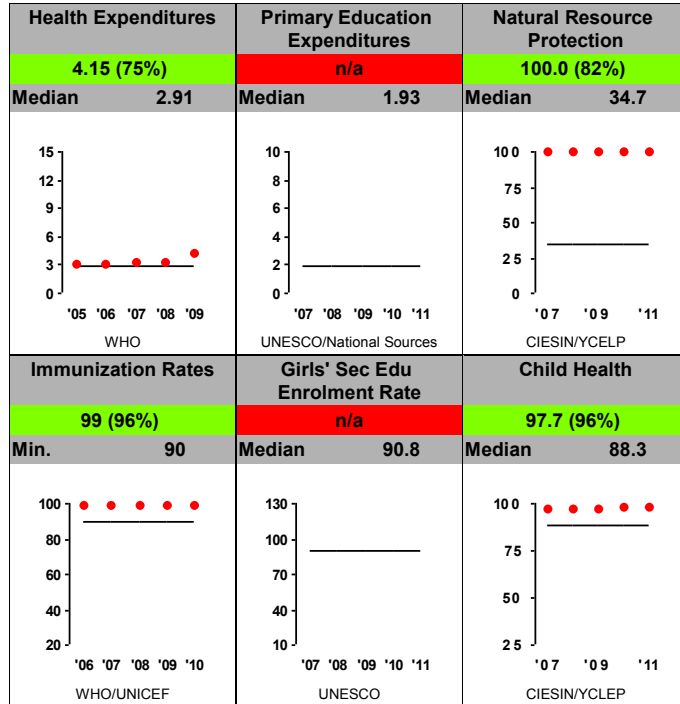 Health Expenditures
4.15 (75%)
Median 2.91
15
12
9
6
3
0
'05 '06 '07 '08 '09
WHO
Primary Education
Expenditures
n/a
Median 1.93
10
8
6
4
2
0
'07 '08 '09 '10 '11
UNESCO/National Sources
Natural Resource
Protection
100.0 (82%)
Median 34.7
100
75
50
25
0
'07 '09 '11
CIESIN/YCELP
Immunization Rates
99 (96%)
Min. 90
100
80
60
40
20
'06 '07 '08 '09 '10
WHO/UNICEF
Girls' Sec Edu
Enrolment Rate
n/a
Median 90.8
130
100
70
40
10
'07 '08 '09 '10 '11
UNESCO
Child Health
97.7 (96%)
Median 88.3
100
75
50
25
'07 '09 '11
CIESIN/YCLEP